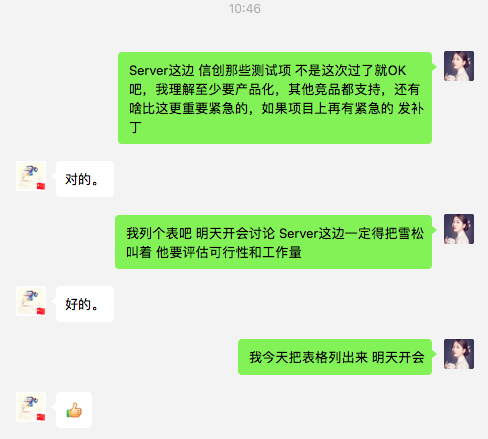 10:46
Server这边 信创那些测试项 不是这次过了就OK
吧，我理解至少要产品化，其他竞品都支持，还有
啥比这更重要紧急的，如果项目上再有紧急的 发补
丁
对的。
我列个表吧 明天开会讨论 Server这边一定得把雪松
叫着 他要评估可行性和工作量
好的。
我今天把表格列出来 明天开会